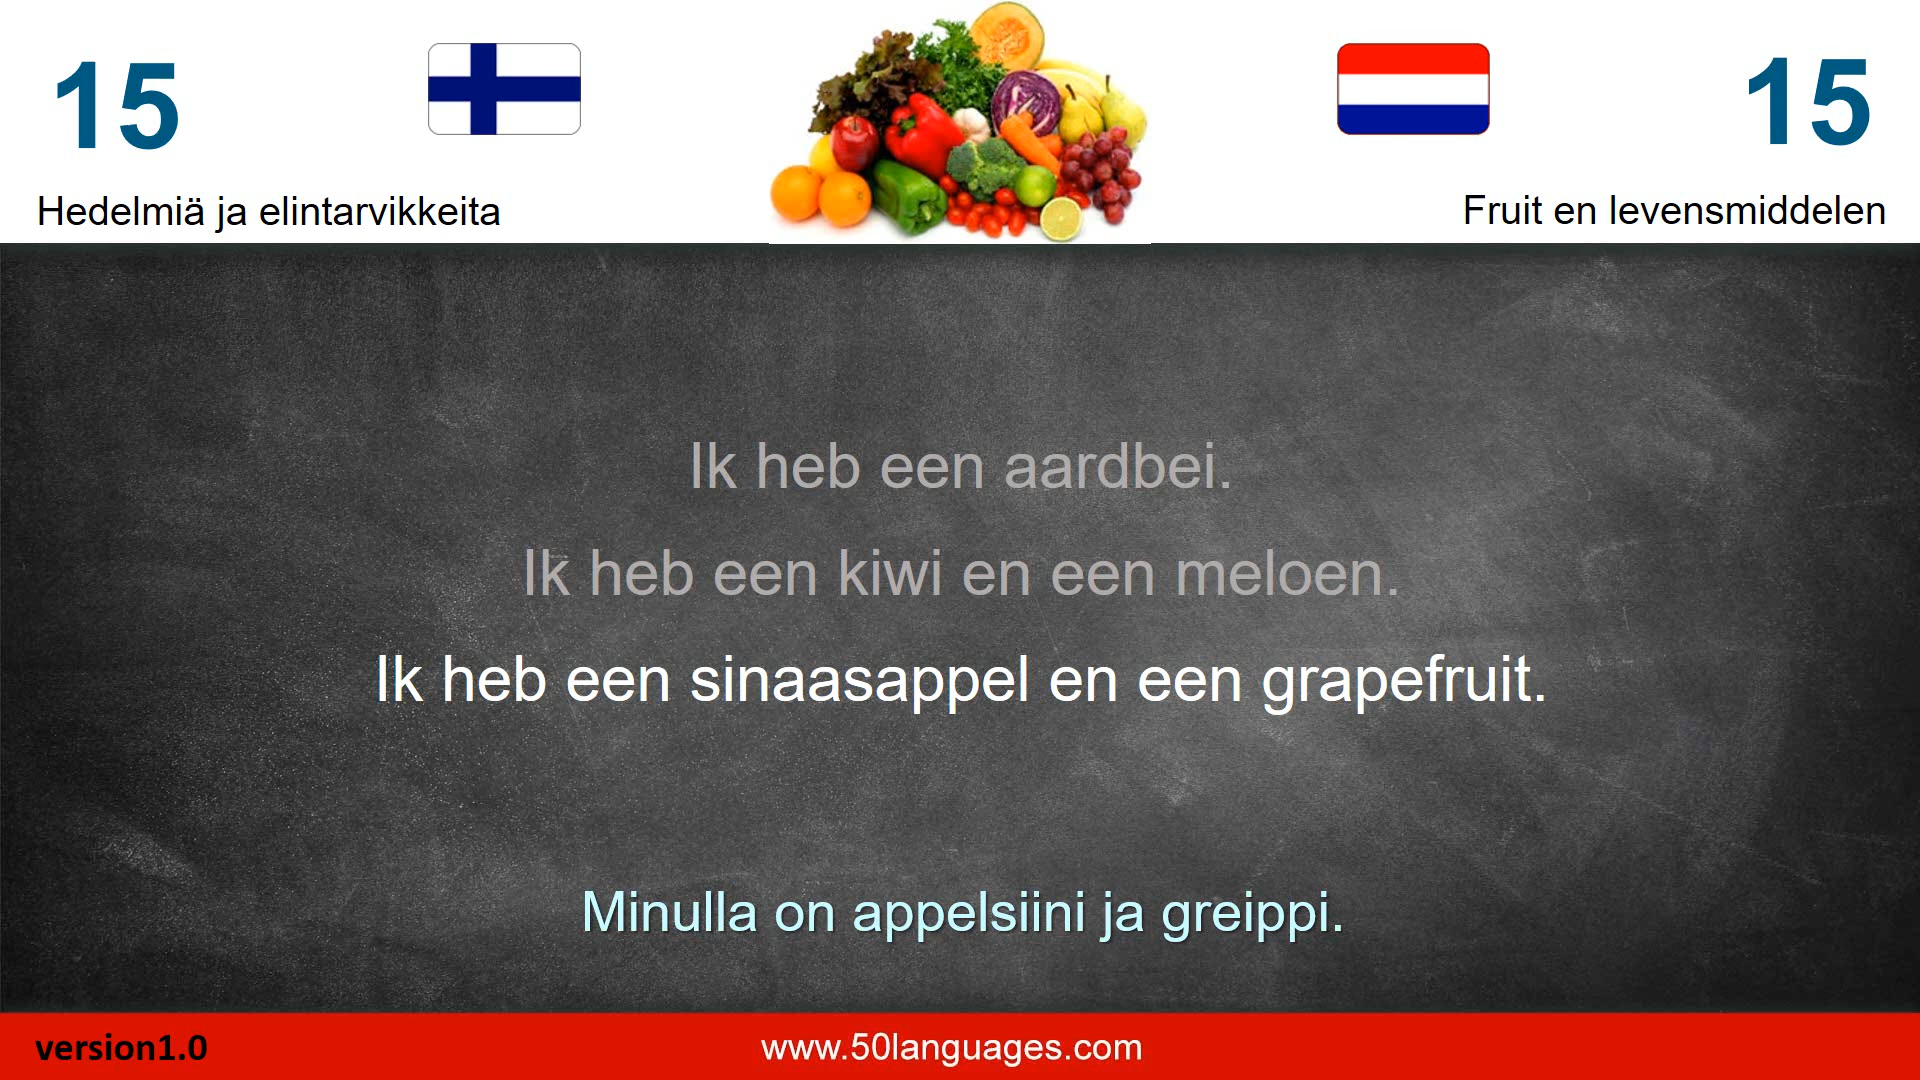 15
15
Hedelmiä ja elintarvikkeita
Fruit en levensmiddelen
Ik heb een aardbei.
Ik heb een kiwi en een meloen.
Ik heb een sinaasappel en een grapefruit.
Minulla on appelsiini ja greippi.
version1.0
www.50languages.com